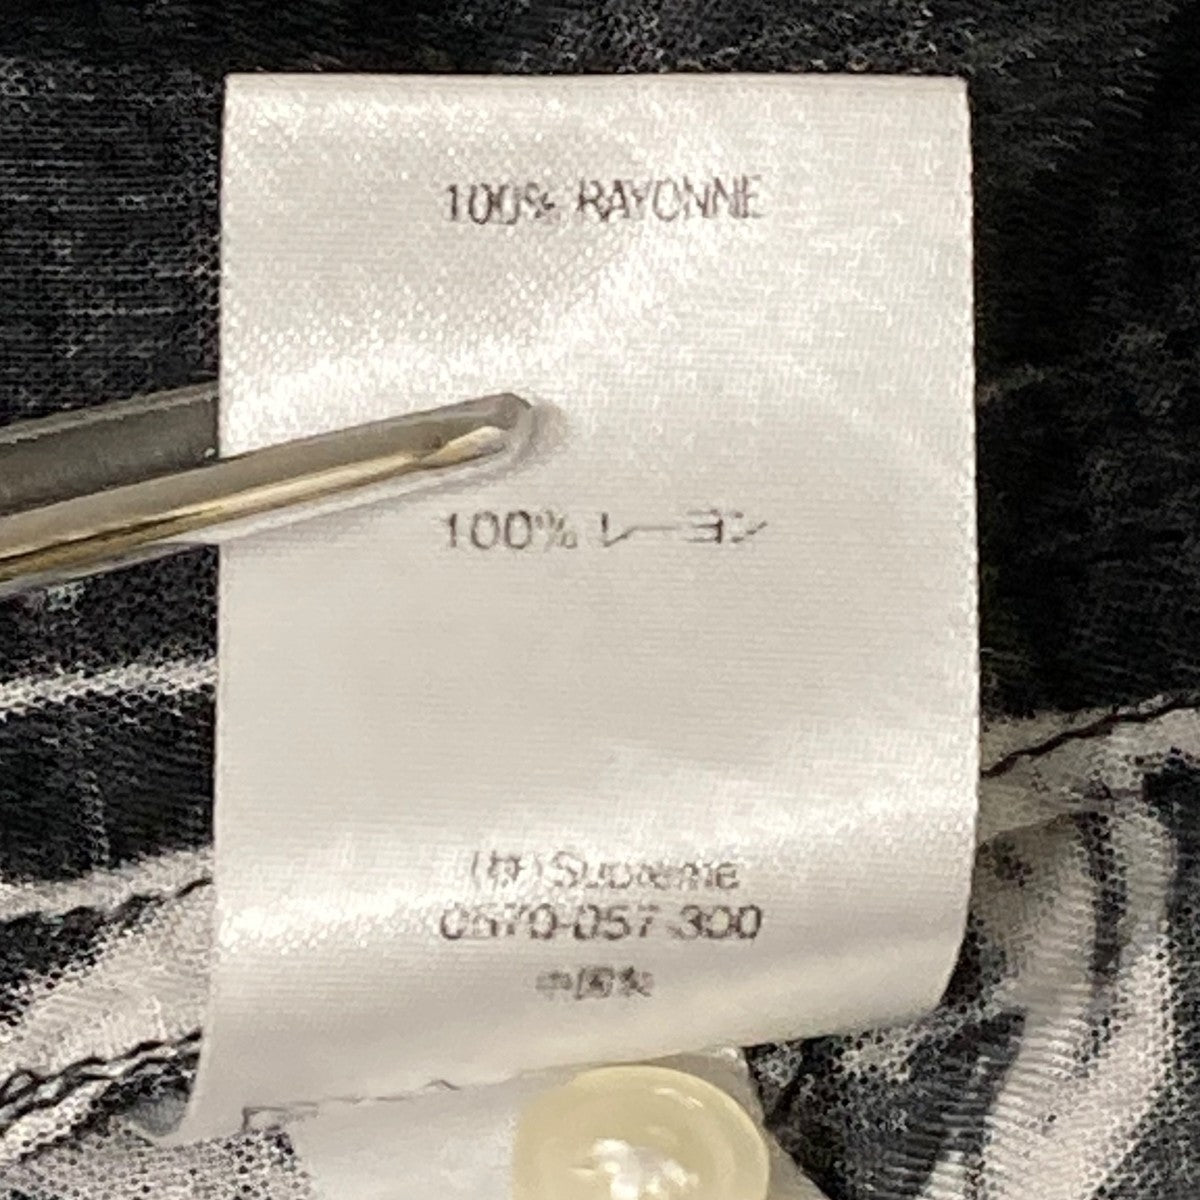 100% RAYONNE
100% レーヨン
(株)Supreme
0570-057-300
中国製